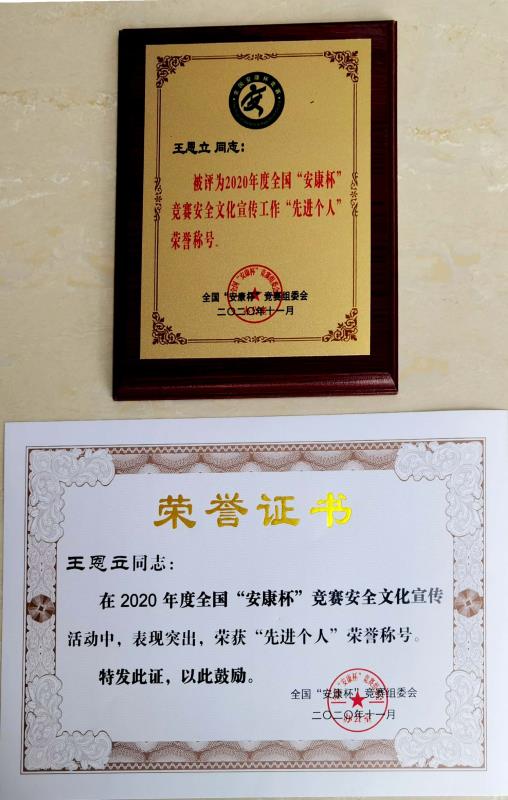 安
王恩立 同志：
被评为2020年度全国“安康杯”
竞赛安全文化宣传工作“先进个人”
荣誉称号。
全国“安康杯”竞赛组委会
二〇二〇年十一月
荣誉证书
王恩立同志：
在 2020 年度全国“安康杯”竞赛安全文化宣传
活动中，表现突出，荣获“先进个人”荣誉称号。
特发此证，以此鼓励。
全国“安康杯”竞赛组委会
二〇二〇年十一月